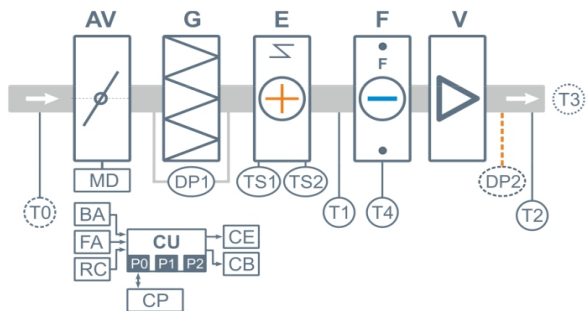 AV G E F V
F
T3
MD DP1 TS1 TS2 T1 T4 DP2
T0 T2
BA
FA
RC
CU
P0 P1 P2
CE
CB
CP